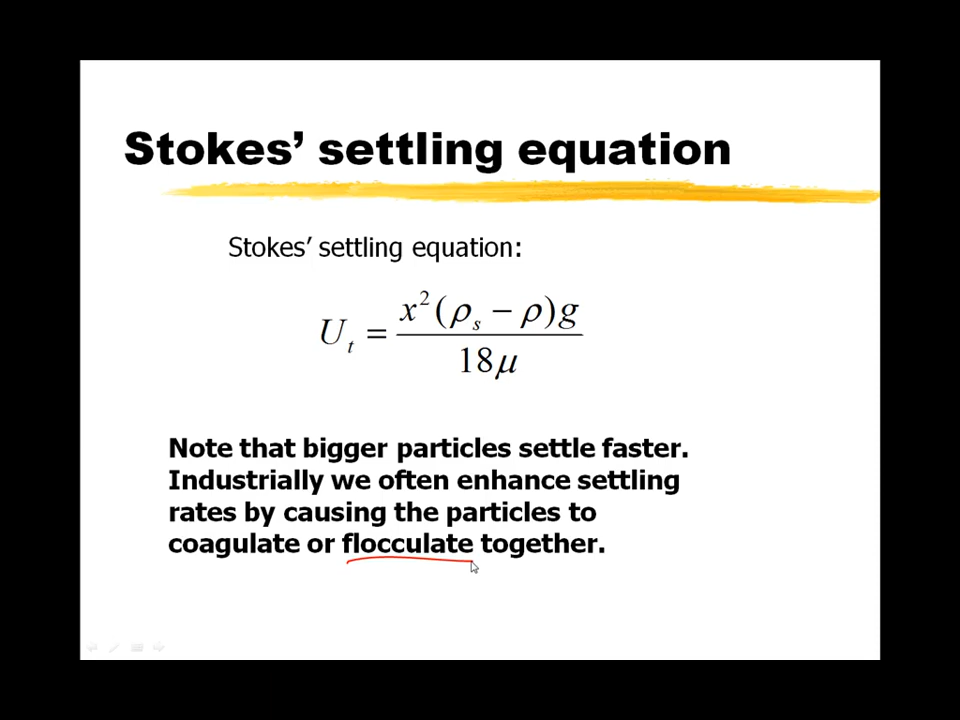 Stokes’ settling equation
Stokes’ settling equation:
U_t = x²(ρ_s − ρ)g / 18μ
Note that bigger particles settle faster.
Industrially we often enhance settling
rates by causing the particles to
coagulate or flocculate together.